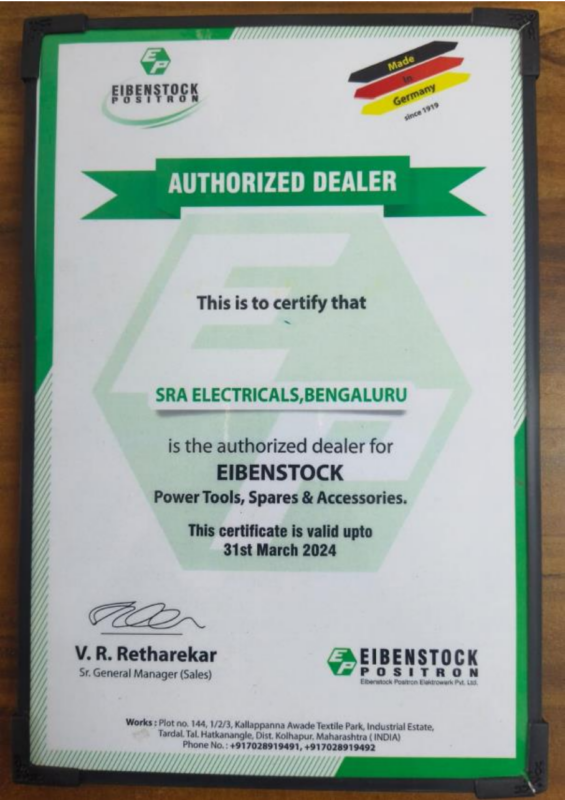 EIBENSTOCK
POSITRON
Made
In
Germany
since 1919
AUTHORIZED DEALER
This is to certify that
SRA ELECTRICALS,BENGALURU
is the authorized dealer for
EIBENSTOCK
Power Tools, Spares & Accessories.
This certificate is valid upto
31st March 2024
V. R. Retharekar
Sr. General Manager (Sales)
EP EIBENSTOCK
POSITRON
Eibenstock Positron Elektrowerk Pvt. Ltd.
Works : Plot no. 144, 1/2/3, Kallappanna Awade Textile Park, Industrial Estate,
Tardal, Tal. Hatkanangle, Dist. Kolhapur. Maharashtra ( INDIA)
Phone No. : +917028919491, +917028919492